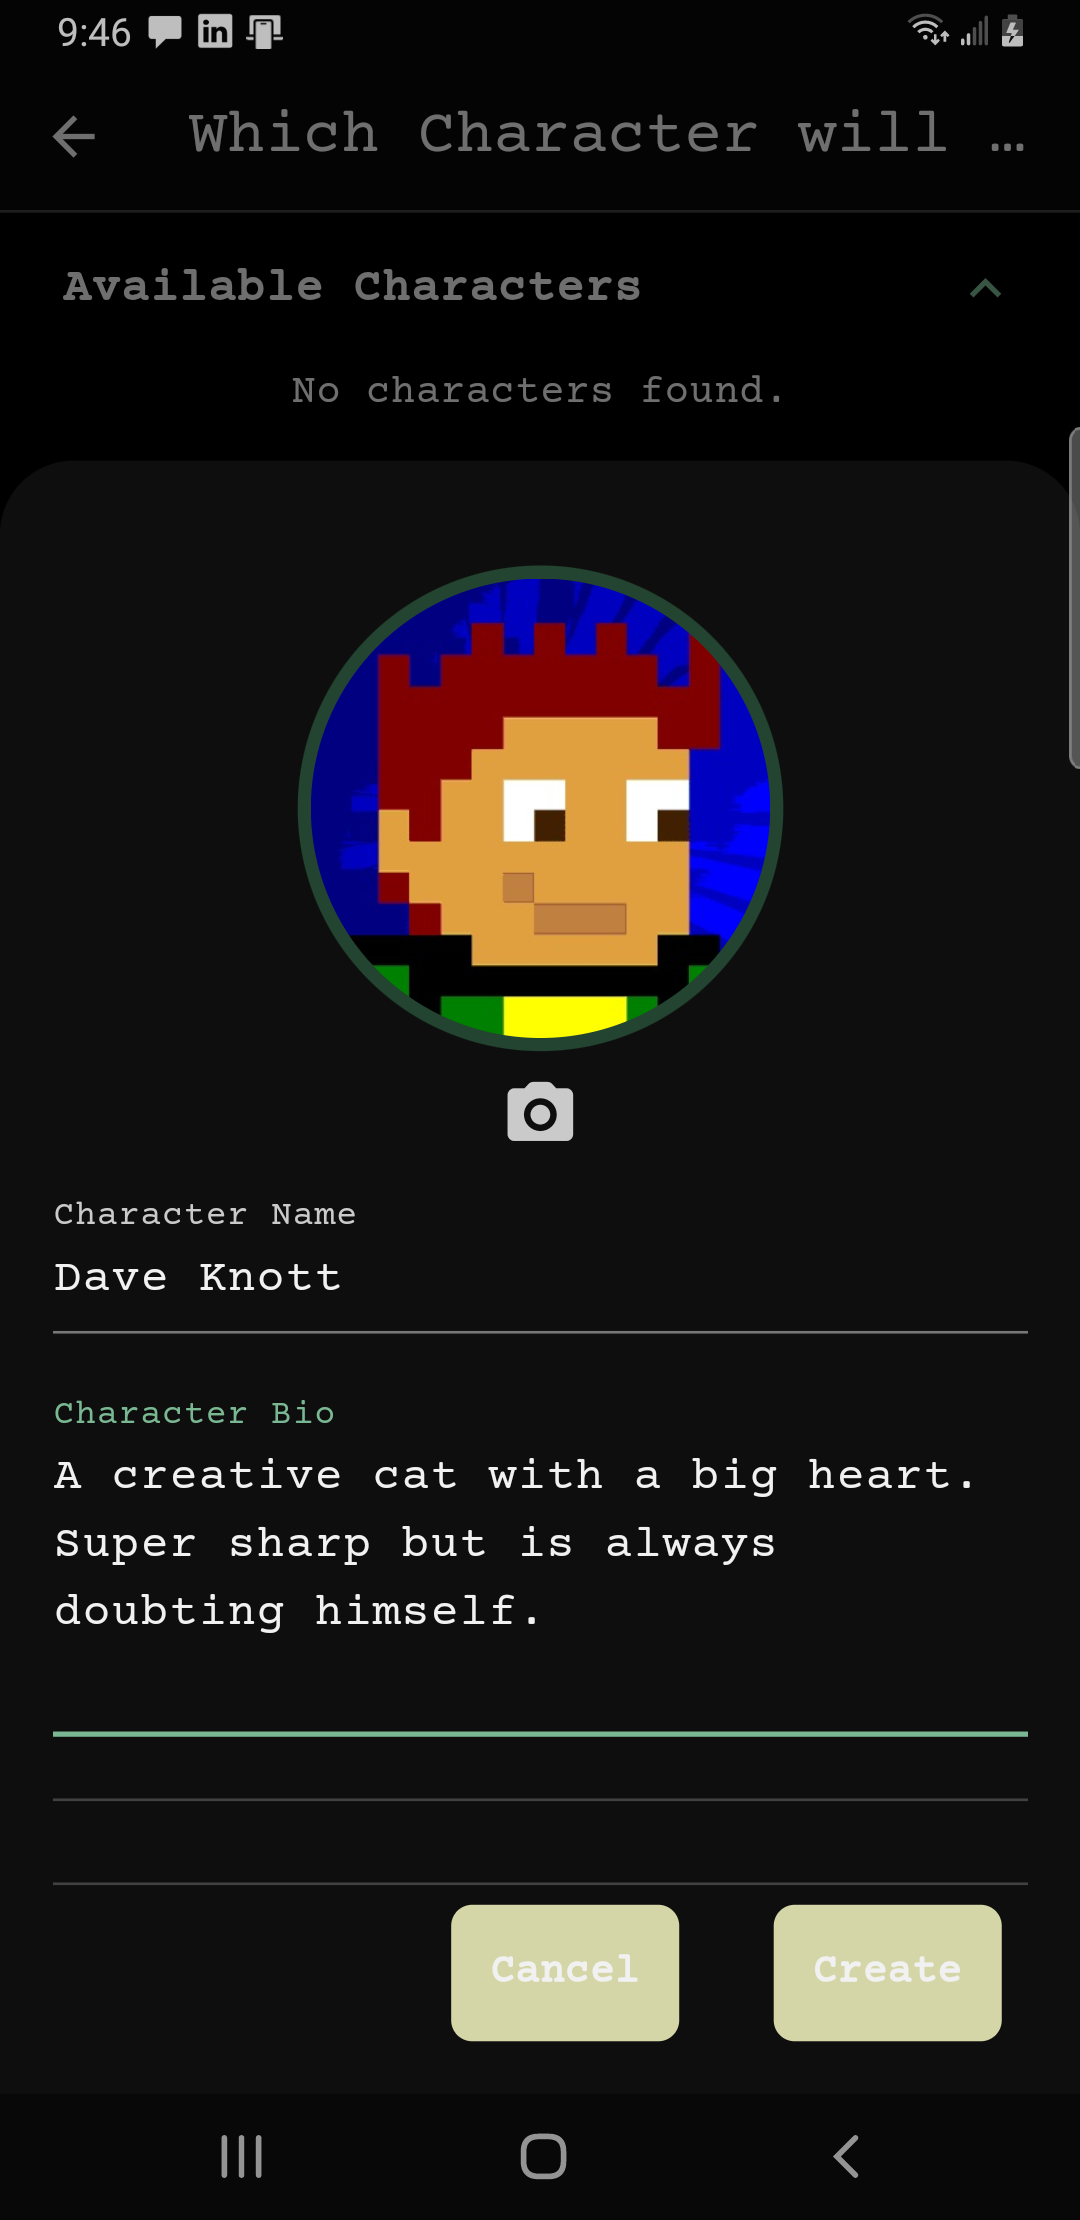 9:46
Which Character will …
Available Characters
No characters found.
Character Name
Dave Knott
Character Bio
A creative cat with a big heart.
Super sharp but is always
doubting himself.
Cancel
Create